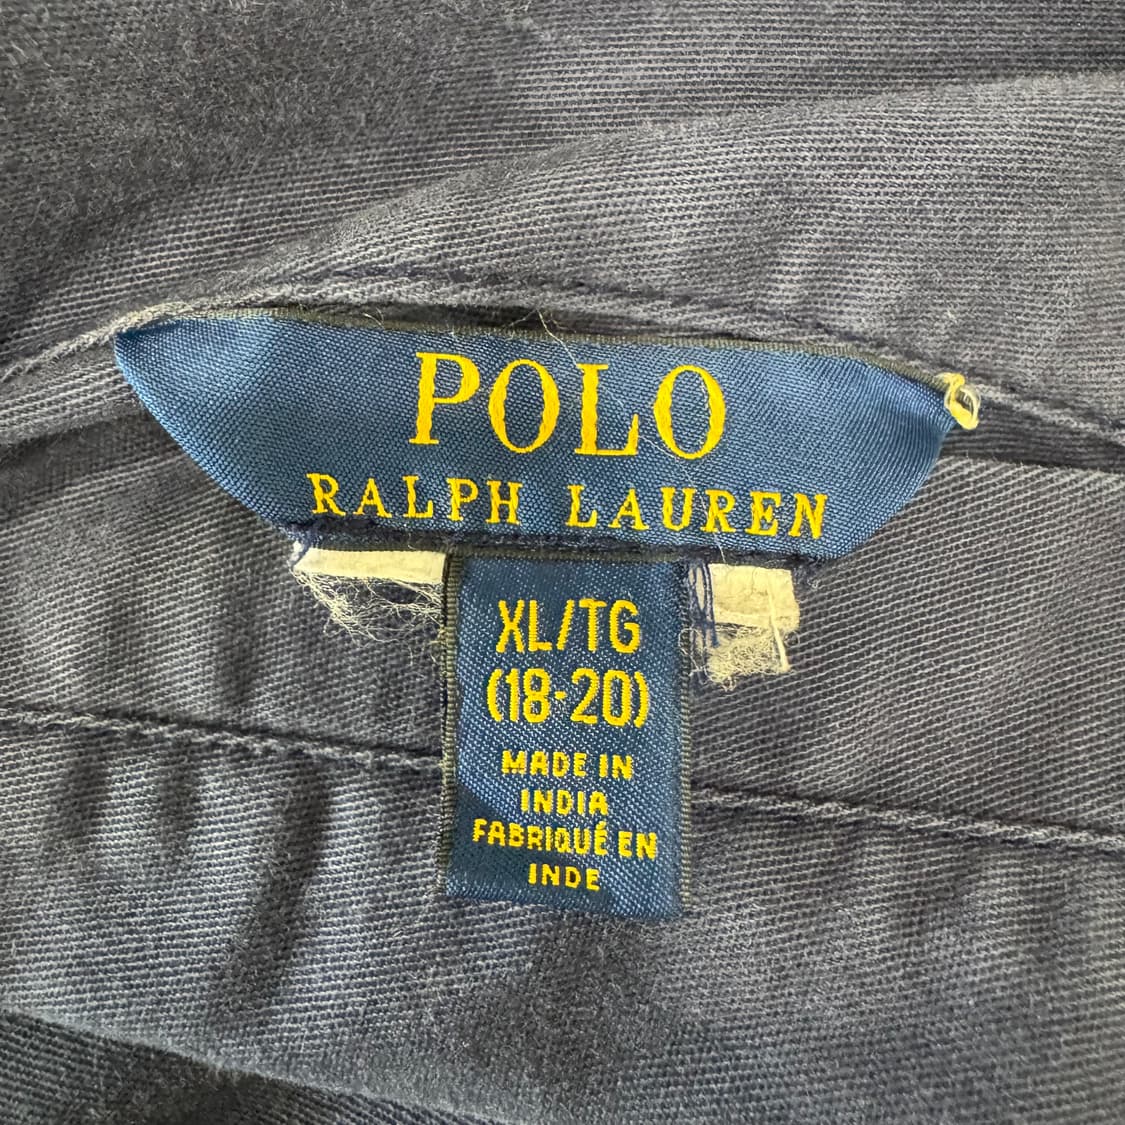 POLO
RALPH LAUREN
XL/TG
(18-20)
MADE IN
INDIA
FABRIQUÉ EN
INDE